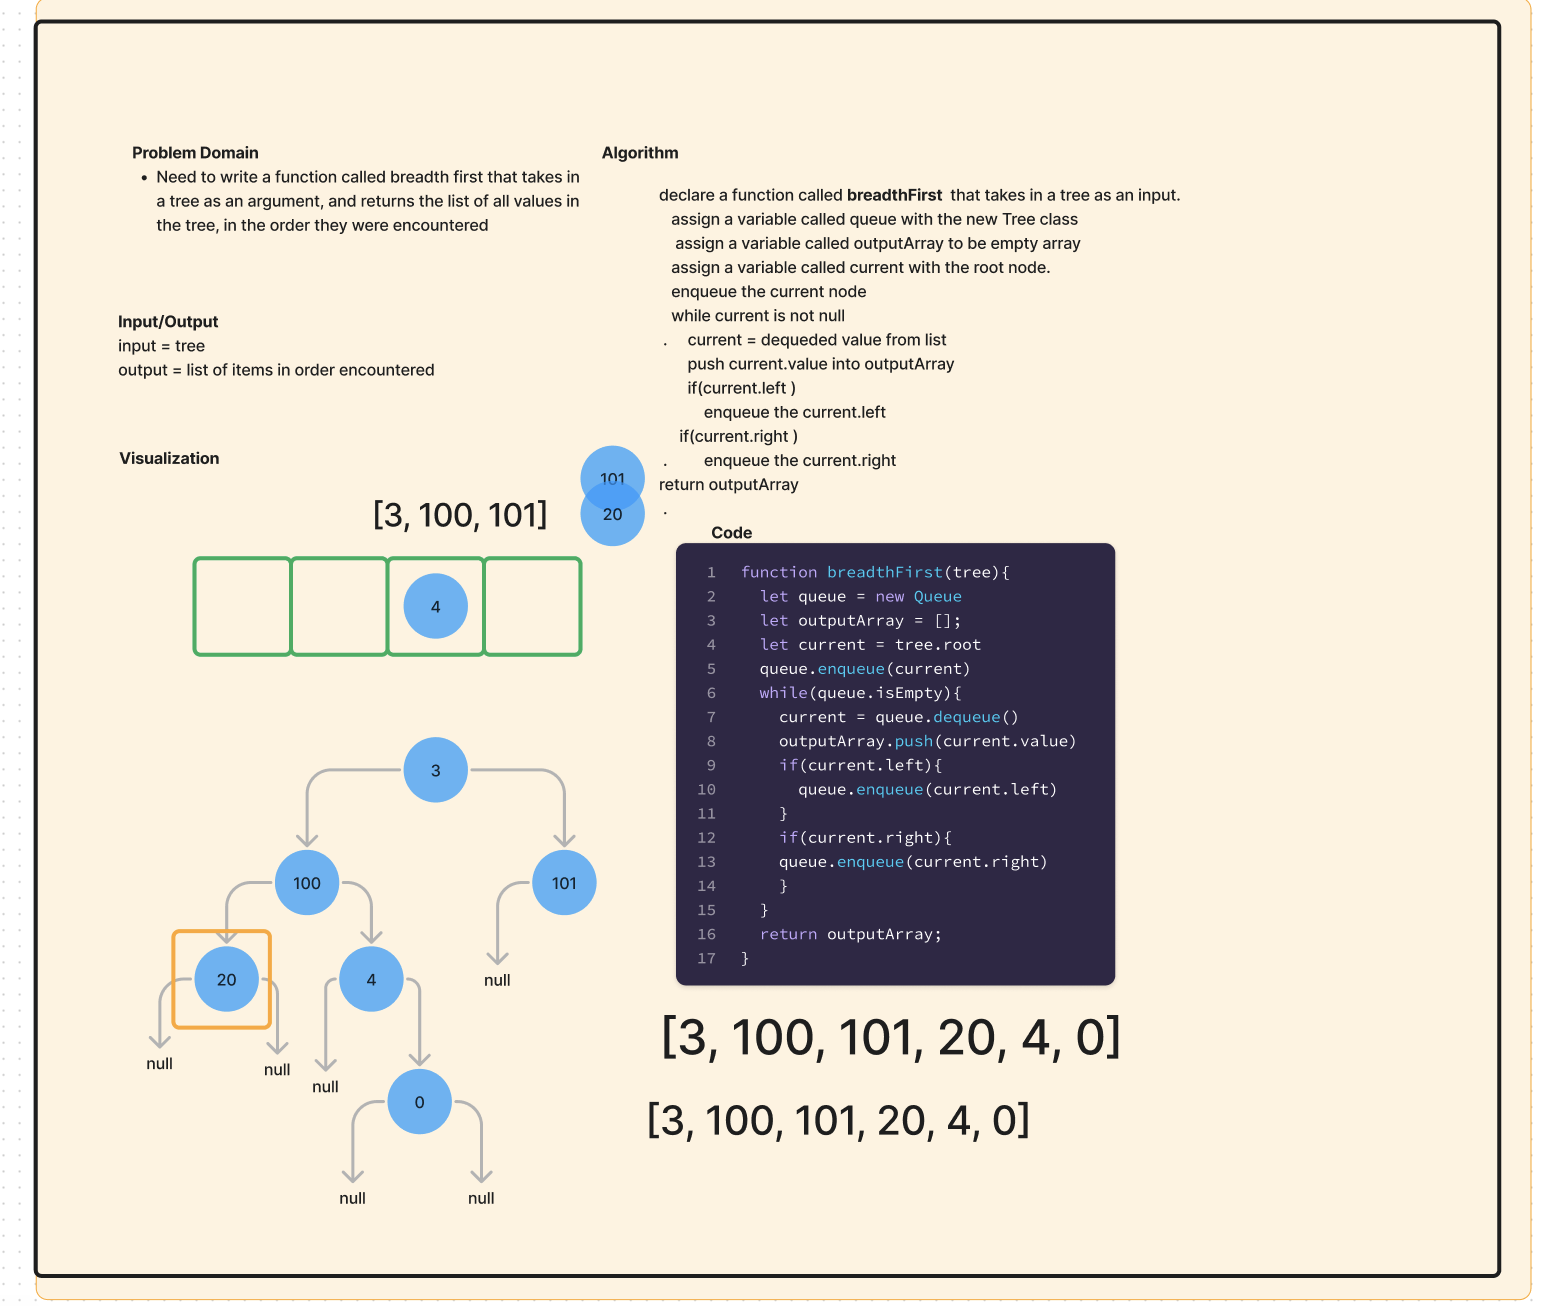 Problem Domain
• Need to write a function called breadth first that takes in
a tree as an argument, and returns the list of all values in
the tree, in the order they were encountered
Input/Output
input = tree
output = list of items in order encountered
Visualization
[3, 100, 101]
101
20
4
3
100
101
20
4
null
null
null
null
0
null
null
Algorithm
declare a function called breadthFirst that takes in a tree as an input.
assign a variable called queue with the new Tree class
assign a variable called outputArray to be empty array
assign a variable called current with the root node.
enqueue the current node
while current is not null
. current = dequeded value from list
push current.value into outputArray
if(current.left )
enqueue the current.left
if(current.right )
. enqueue the current.right
return outputArray
.
Code
1 function breadthFirst(tree){
2 let queue = new Queue
3 let outputArray = [];
4 let current = tree.root
5 queue.enqueue(current)
6 while(queue.isEmpty){
7 current = queue.dequeue()
8 outputArray.push(current.value)
9 if(current.left){
10 queue.enqueue(current.left)
11 }
12 if(current.right){
13 queue.enqueue(current.right)
14 }
15 }
16 return outputArray;
17 }
[3, 100, 101, 20, 4, 0]
[3, 100, 101, 20, 4, 0]